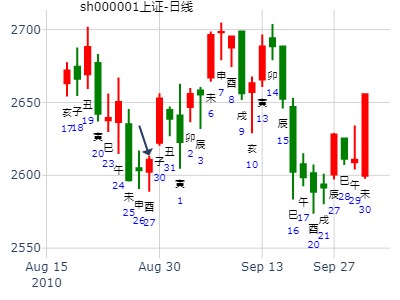 sh000001上证-日线
2700
2650
2600
2550
亥
17
子
18
丑
19
寅
20
巳
23
午
24
未
25
申
26
酉
27
子
30
丑
31
寅
1
卯
2
辰
3
未
6
申
7
酉
8
戌
9
亥
10
寅
13
卯
14
辰
15
巳
16
午
17
酉
20
戌
21
辰
27
巳
28
午
29
未
30
Aug 15
2010
Aug 30
Sep 13
Sep 27